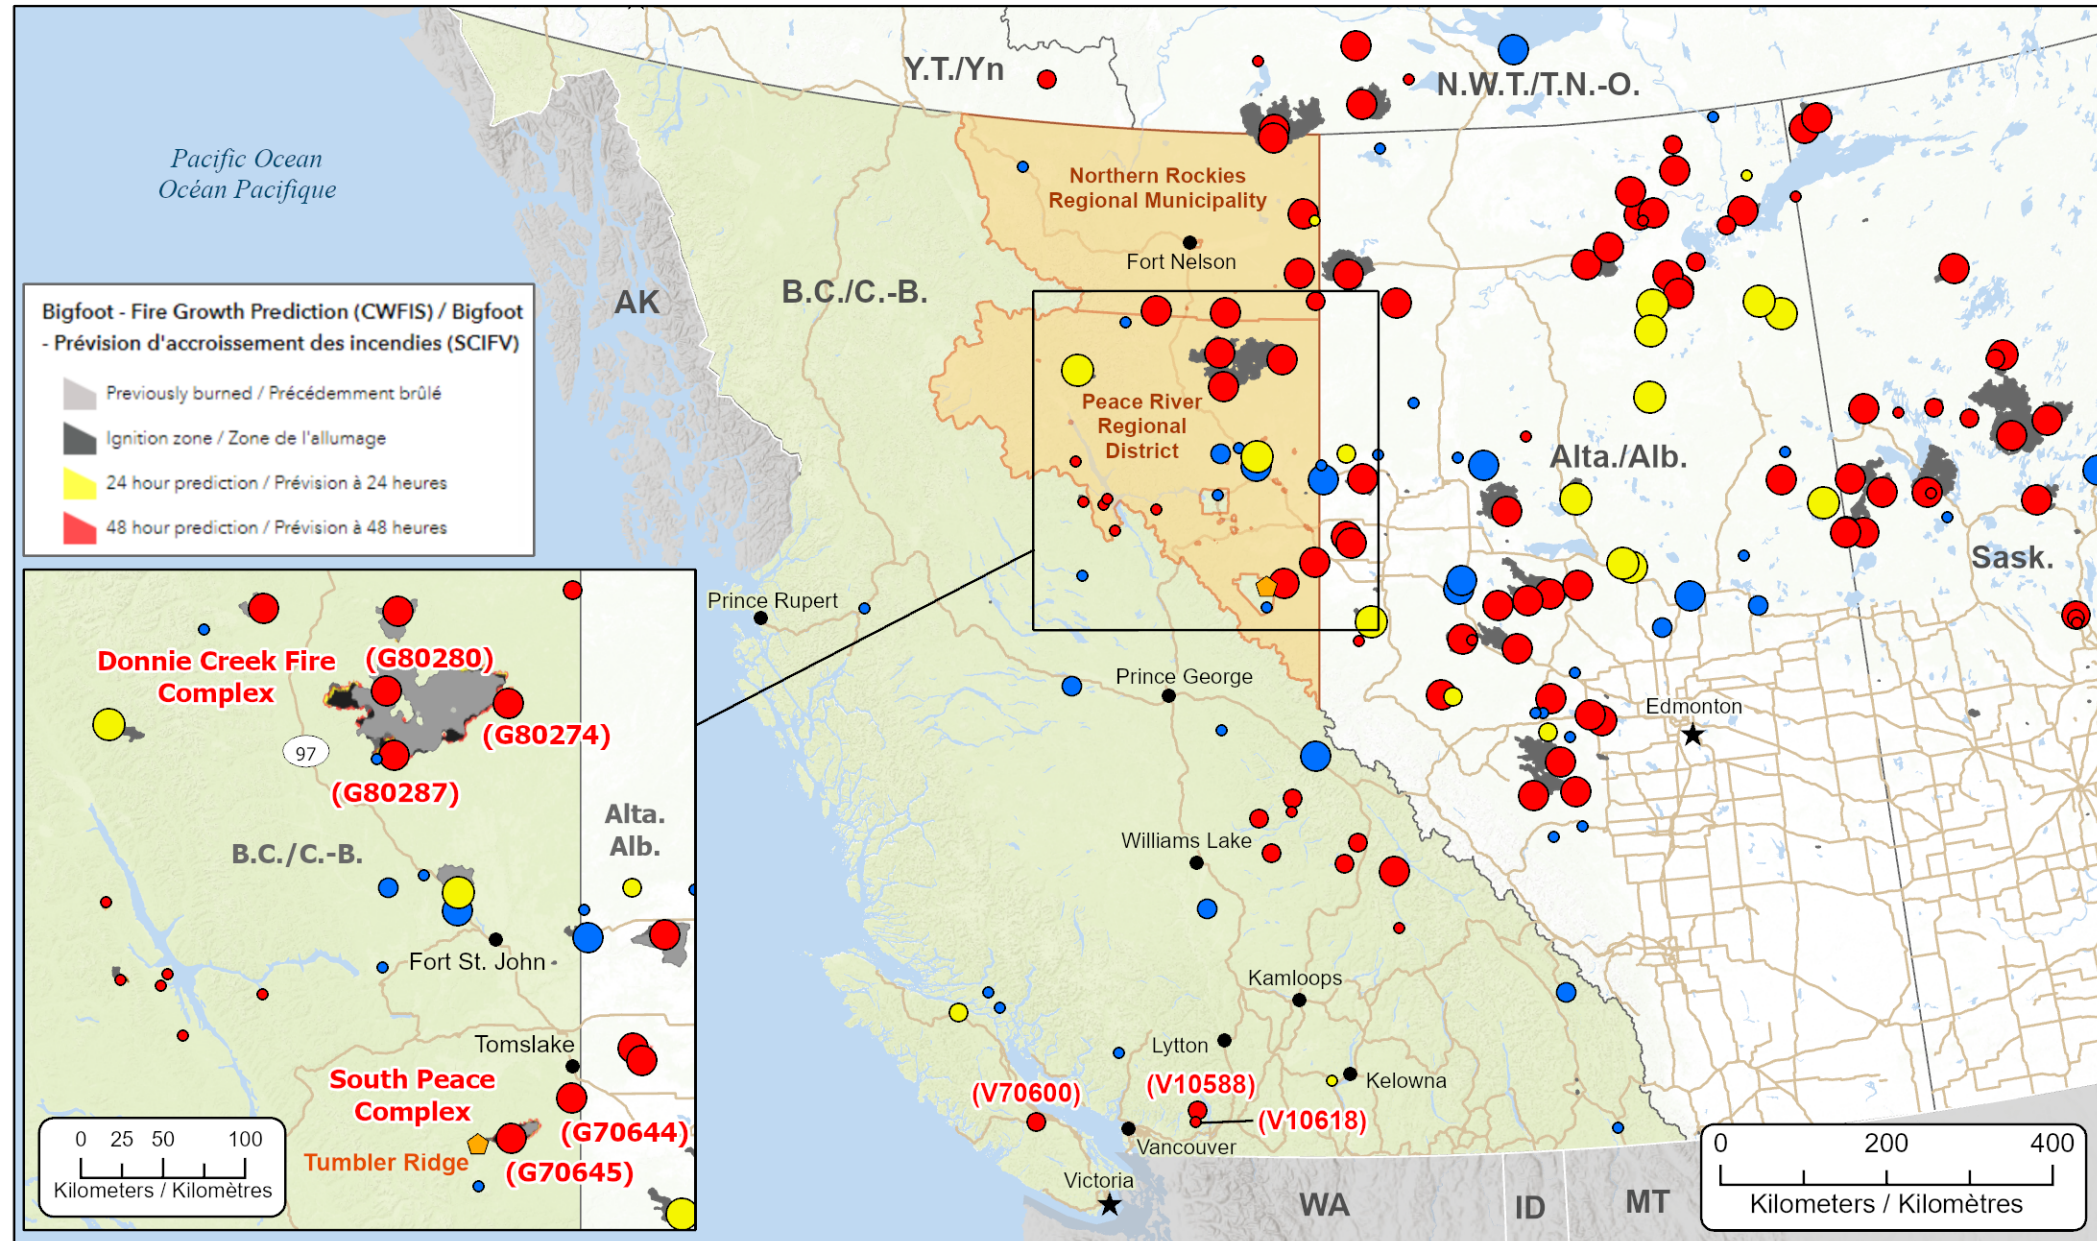 Y.T./Yn
N.W.T./T.N.-O.
Pacific Ocean
Océan Pacifique
Northern Rockies
Regional Municipality
Fort Nelson
B.C./C.-B.
AK
Bigfoot - Fire Growth Prediction (CWFIS) / Bigfoot
- Prévision d'accroissement des incendies (SCIFV)
Previously burned / Précédemment brûlé
Ignition zone / Zone de l'allumage
24 hour prediction / Prévision à 24 heures
48 hour prediction / Prévision à 48 heures
Peace River
Regional
District
Alta./Alb.
Sask.
Prince Rupert
Prince George
Edmonton
Williams Lake
Kamloops
Lytton
Kelowna
(V70600)
(V10588)
(V10618)
Vancouver
Victoria
WA
ID
MT
0 200 400
Kilometers / Kilomètres
Donnie Creek Fire
Complex
(G80280)
(G80274)
97
(G80287)
Alta.
Alb.
B.C./C.-B.
Fort St. John
Tomslake
South Peace
Complex
(G70644)
Tumbler Ridge
(G70645)
0 25 50 100
Kilometers / Kilomètres